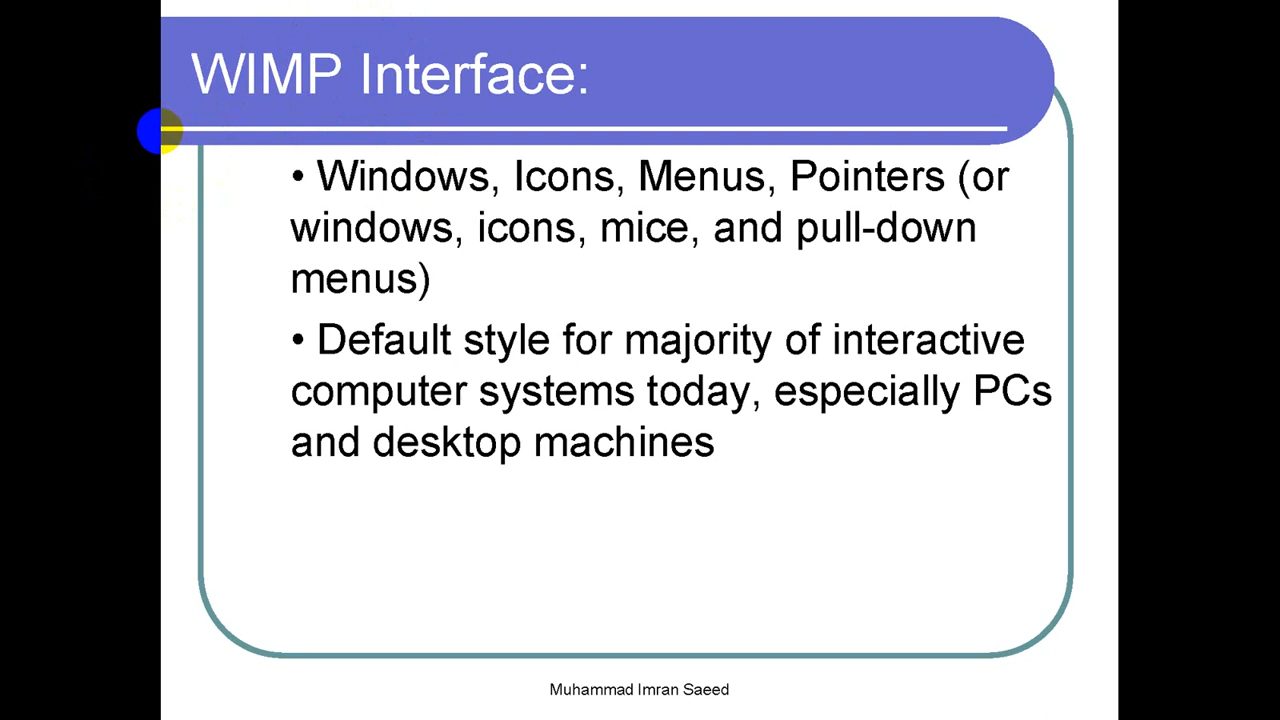 WIMP Interface:
• Windows, Icons, Menus, Pointers (or
windows, icons, mice, and pull-down
menus)
• Default style for majority of interactive
computer systems today, especially PCs
and desktop machines
Muhammad Imran Saeed